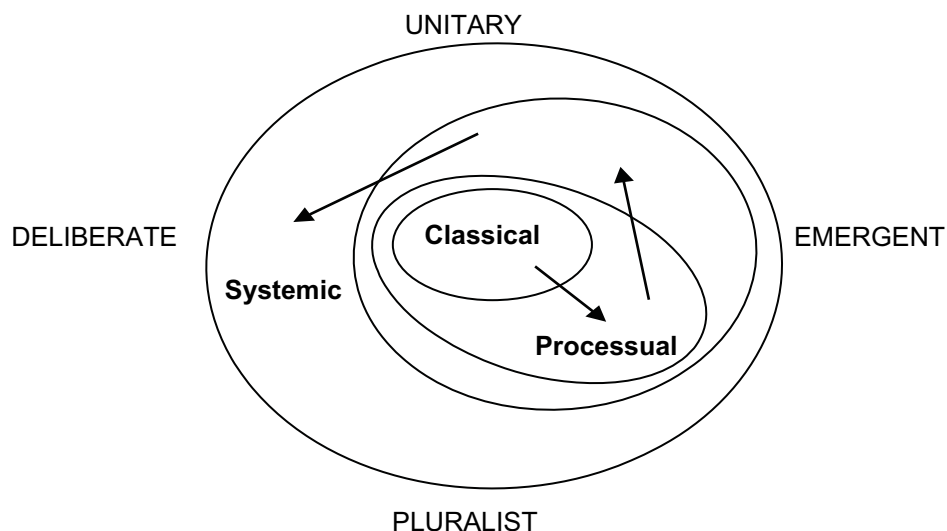 UNITARY
Classical
DELIBERATE
EMERGENT
Systemic
Processual
PLURALIST